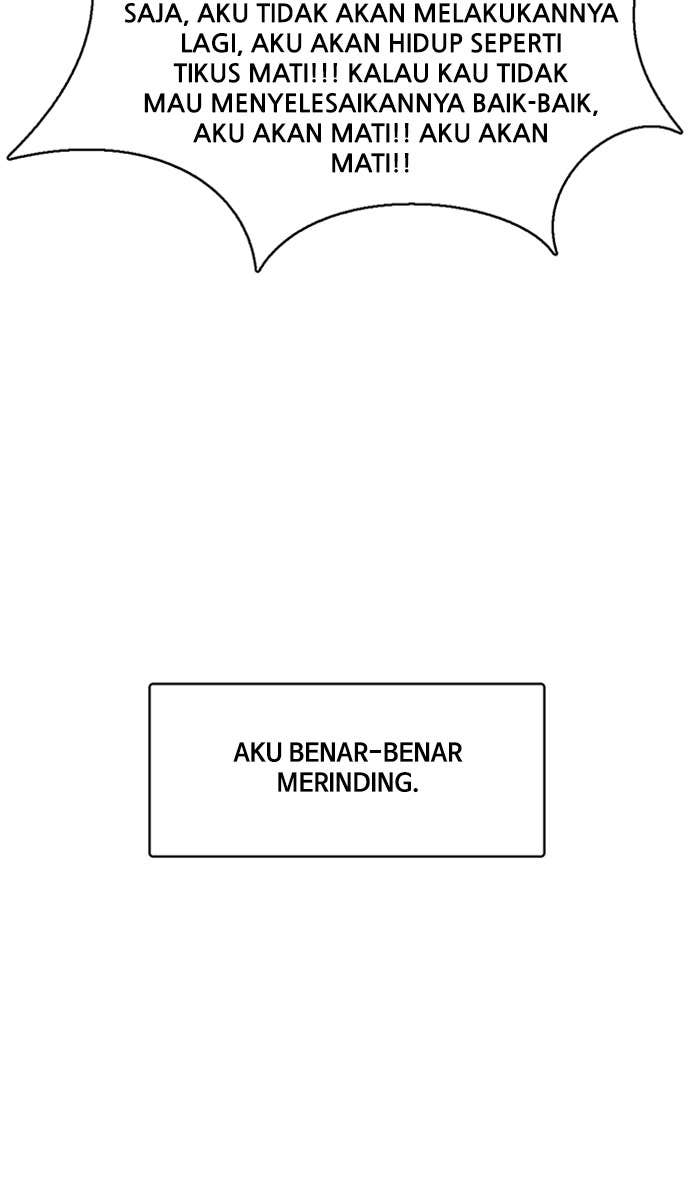 SAJA, AKU TIDAK AKAN MELAKUKANNYA
LAGI, AKU AKAN HIDUP SEPERTI
TIKUS MATI!!! KALAU KAU TIDAK
MAU MENYELESAIKANNYA BAIK-BAIK,
AKU AKAN MATI!! AKU AKAN
MATI!!
AKU BENAR-BENAR
MERINDING.